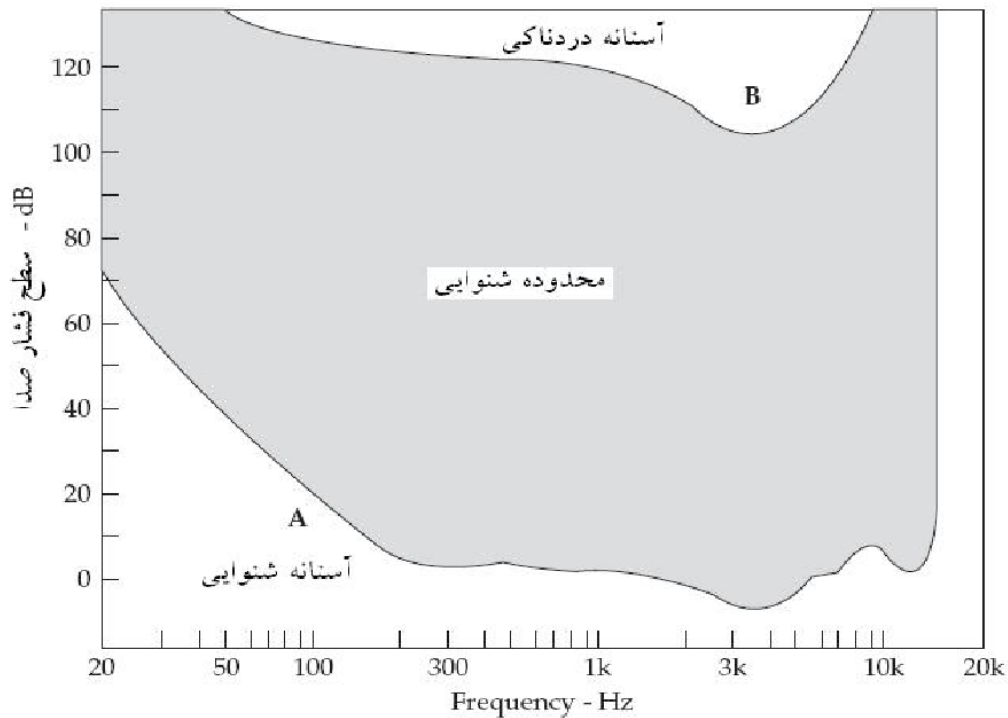 آستانه دردناکی
B
120
100
80
60
40
20
0
سطح فشار صدا - dB
محدوده شنوایی
A
آستانه شنوایی
20 50 100 300 1k 3k 10k 20k
Frequency - Hz